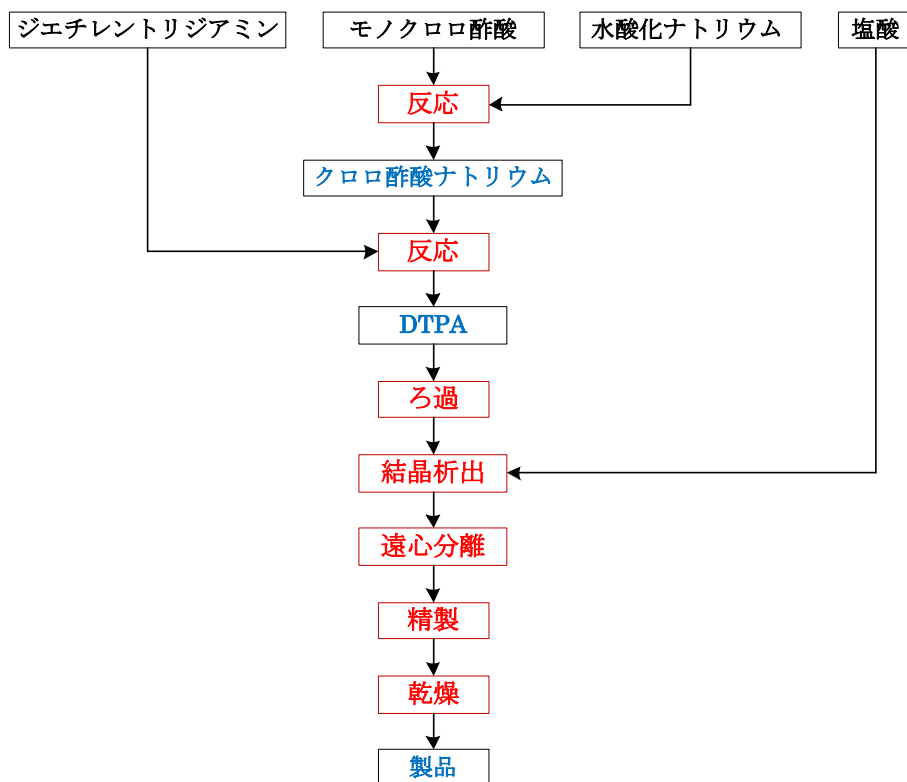 ジエチレントリジアミン
モノクロロ酢酸
水酸化ナトリウム
塩酸
反応
クロロ酢酸ナトリウム
反応
DTPA
ろ過
結晶析出
遠心分離
精製
乾燥
製品